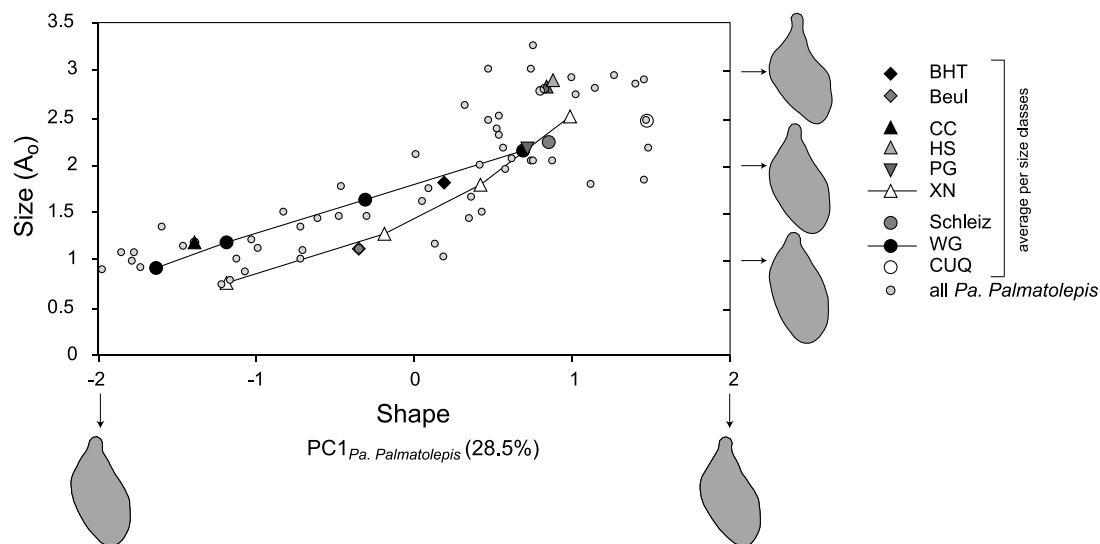 3.5
3
2.5
2
1.5
1
0.5
0
Size (A₀)
-2
-1
0
1
2
Shape
PC1Pa. Palmatolepis (28.5%)
BHT
Beul
CC
HS
PG
XN
Schleiz
WG
CUQ
all Pa. Palmatolepis
average per size classes